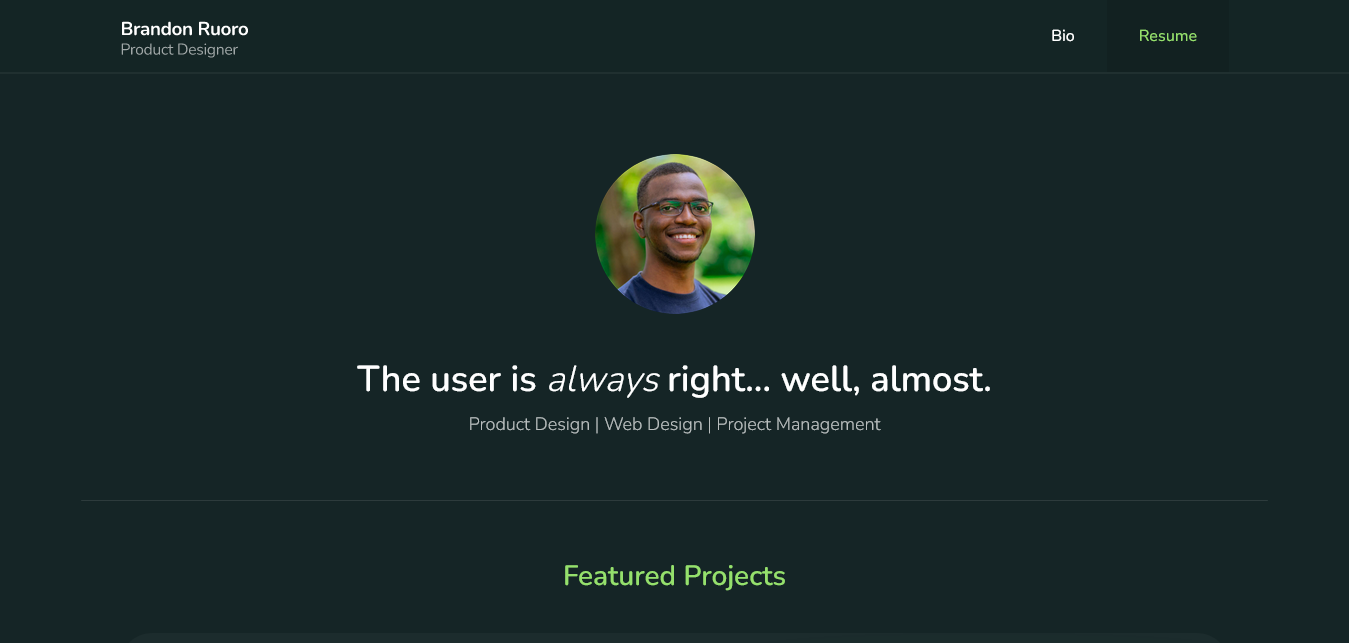 Brandon Ruoro
Product Designer
Bio
Resume
The user is always right... well, almost.
Product Design | Web Design | Project Management
Featured Projects